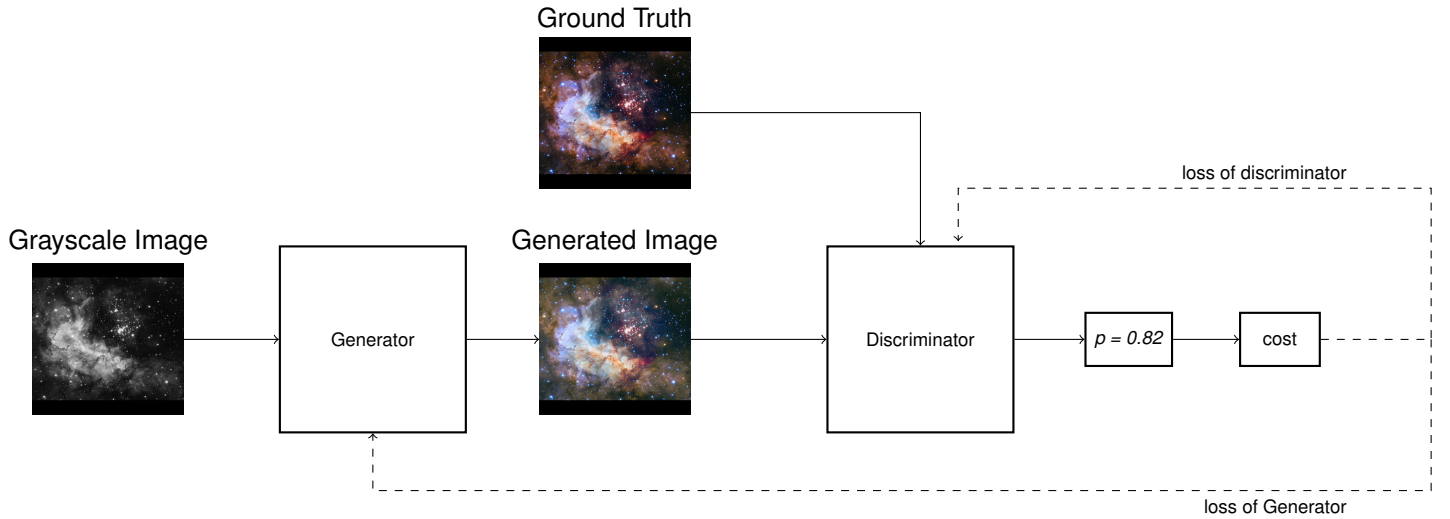 Ground Truth
loss of discriminator
Grayscale Image
Generated Image
Generator
Discriminator
p = 0.82
cost
loss of Generator